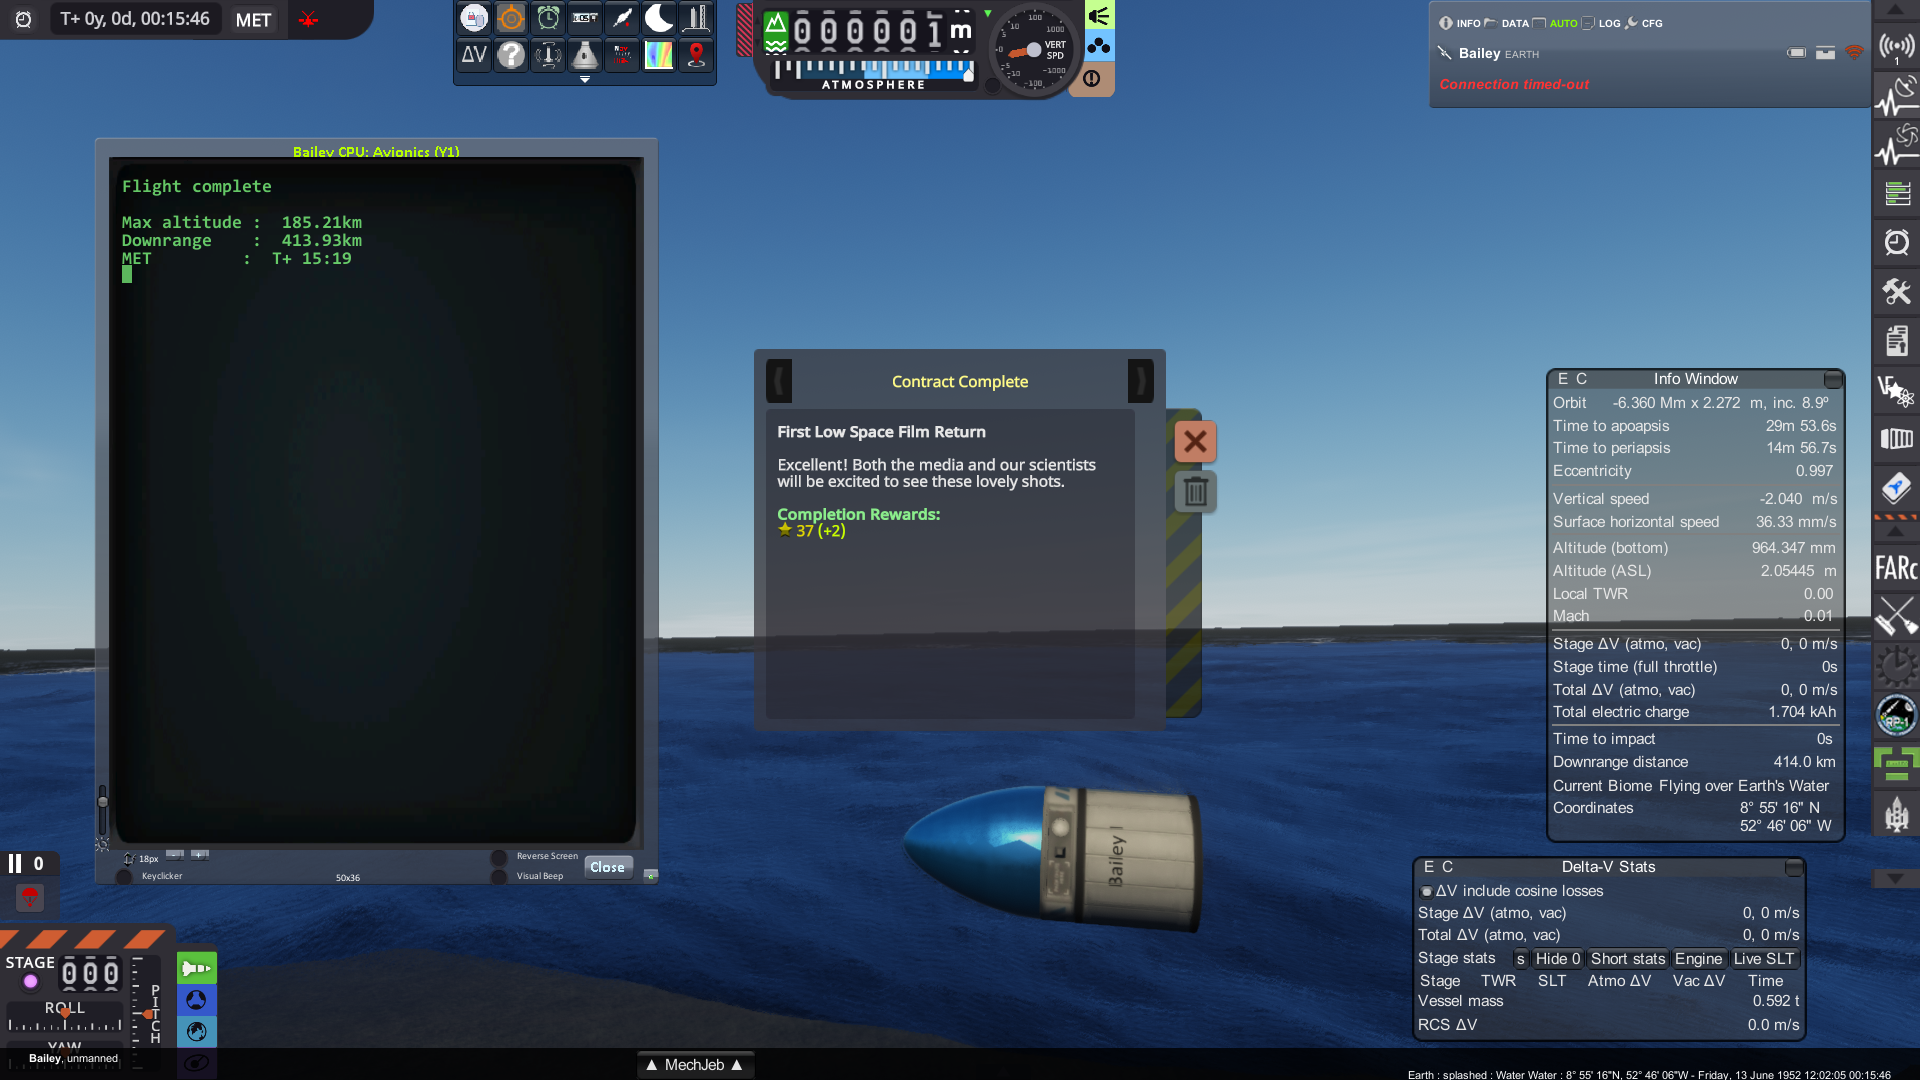 T+ 0y, 0d, 00:15:46 MET
COST
ΔV
?
000001 m
ATMOSPHERE
VERT
SPD
INFO DATA AUTO LOG CFG
Bailey EARTH
Connection timed-out
1
Bailey CPU: Avionics (Y1)
Flight complete
Max altitude : 185.21km
Downrange : 413.93km
MET : T+ 15:19
18px
Keyclicker
50x36
Reverse Screen
Visual Beep
Close
Contract Complete
First Low Space Film Return
Excellent! Both the media and our scientists
will be excited to see these lovely shots.
Completion Rewards:
37 (+2)
E C Info Window
Orbit -6.360 Mm x 2.272 m, inc. 8.9º
Time to apoapsis 29m 53.6s
Time to periapsis 14m 56.7s
Eccentricity 0.997
Vertical speed -2.040 m/s
Surface horizontal speed 36.33 mm/s
Altitude (bottom) 964.347 mm
Altitude (ASL) 2.05445 m
Local TWR 0.00
Mach 0.01
Stage ΔV (atmo, vac) 0, 0 m/s
Stage time (full throttle) 0s
Total ΔV (atmo, vac) 0, 0 m/s
Total electric charge 1.704 kAh
Time to impact 0s
Downrange distance 414.0 km
Current Biome Flying over Earth's Water
Coordinates 8° 55' 16" N
52° 46' 06" W
E C Delta-V Stats
ΔV include cosine losses
Stage ΔV (atmo, vac) 0, 0 m/s
Total ΔV (atmo, vac) 0, 0 m/s
Stage stats s Hide 0 Short stats Engine Live SLT
Stage TWR SLT Atmo ΔV Vac ΔV Time
Vessel mass 0.592 t
RCS ΔV 0.0 m/s
FARc
RP-1
Bailey I
0
STAGE
000
ROLL
PITCH
YAW
Bailey, unmanned
▲ MechJeb ▲
Earth : splashed : Water Water : 8° 55' 16"N, 52° 46' 06"W - Friday, 13 June 1952 12:02:05 00:15:46